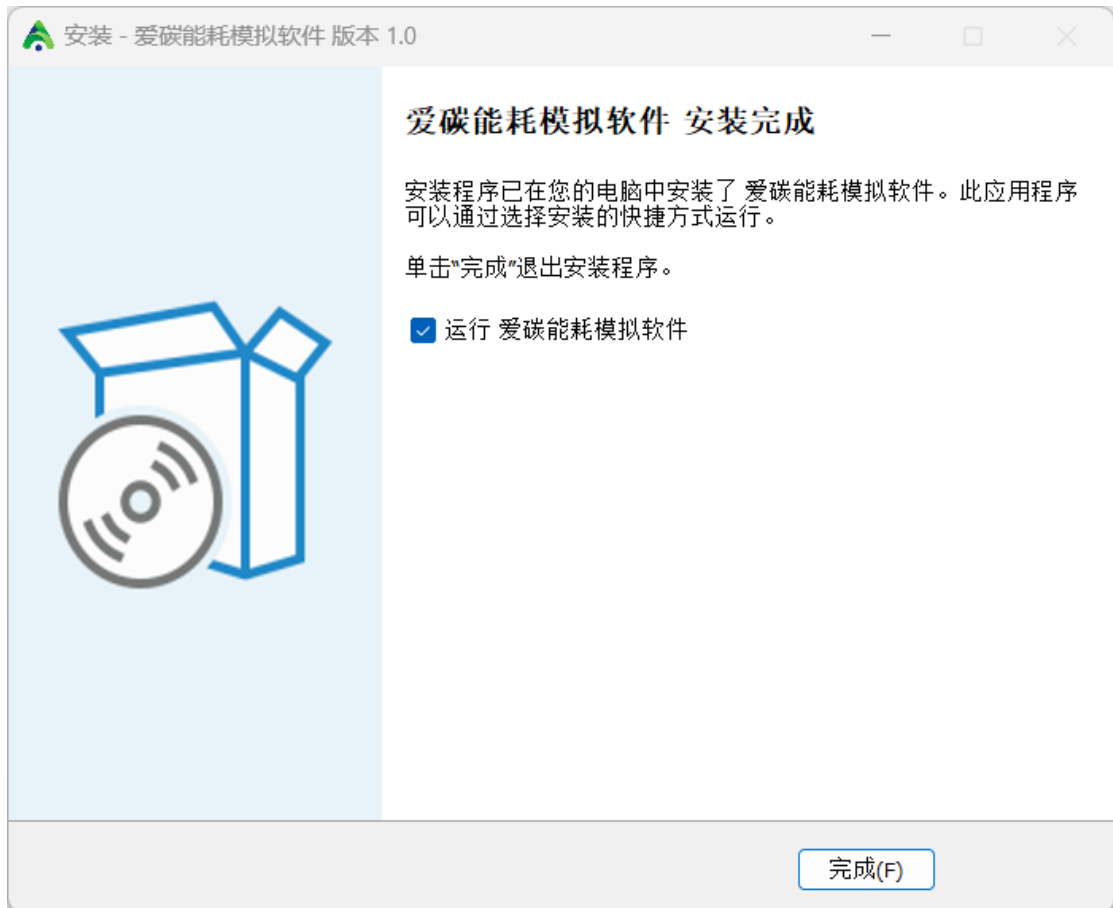 安装 - 爱碳能耗模拟软件 版本 1.0
爱碳能耗模拟软件 安装完成
安装程序已在您的电脑中安装了 爱碳能耗模拟软件。此应用程序
可以通过选择安装的快捷方式运行。
单击“完成”退出安装程序。
运行 爱碳能耗模拟软件
完成(F)